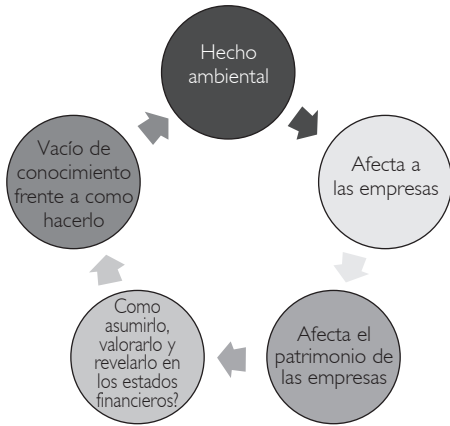 Hecho
ambiental
Afecta a
las empresas
Afecta el
patrimonio de
las empresas
Como
asumirlo,
valorarlo y
revelarlo en
los estados
financieros?
Vacío de
conocimiento
frente a como
hacerlo